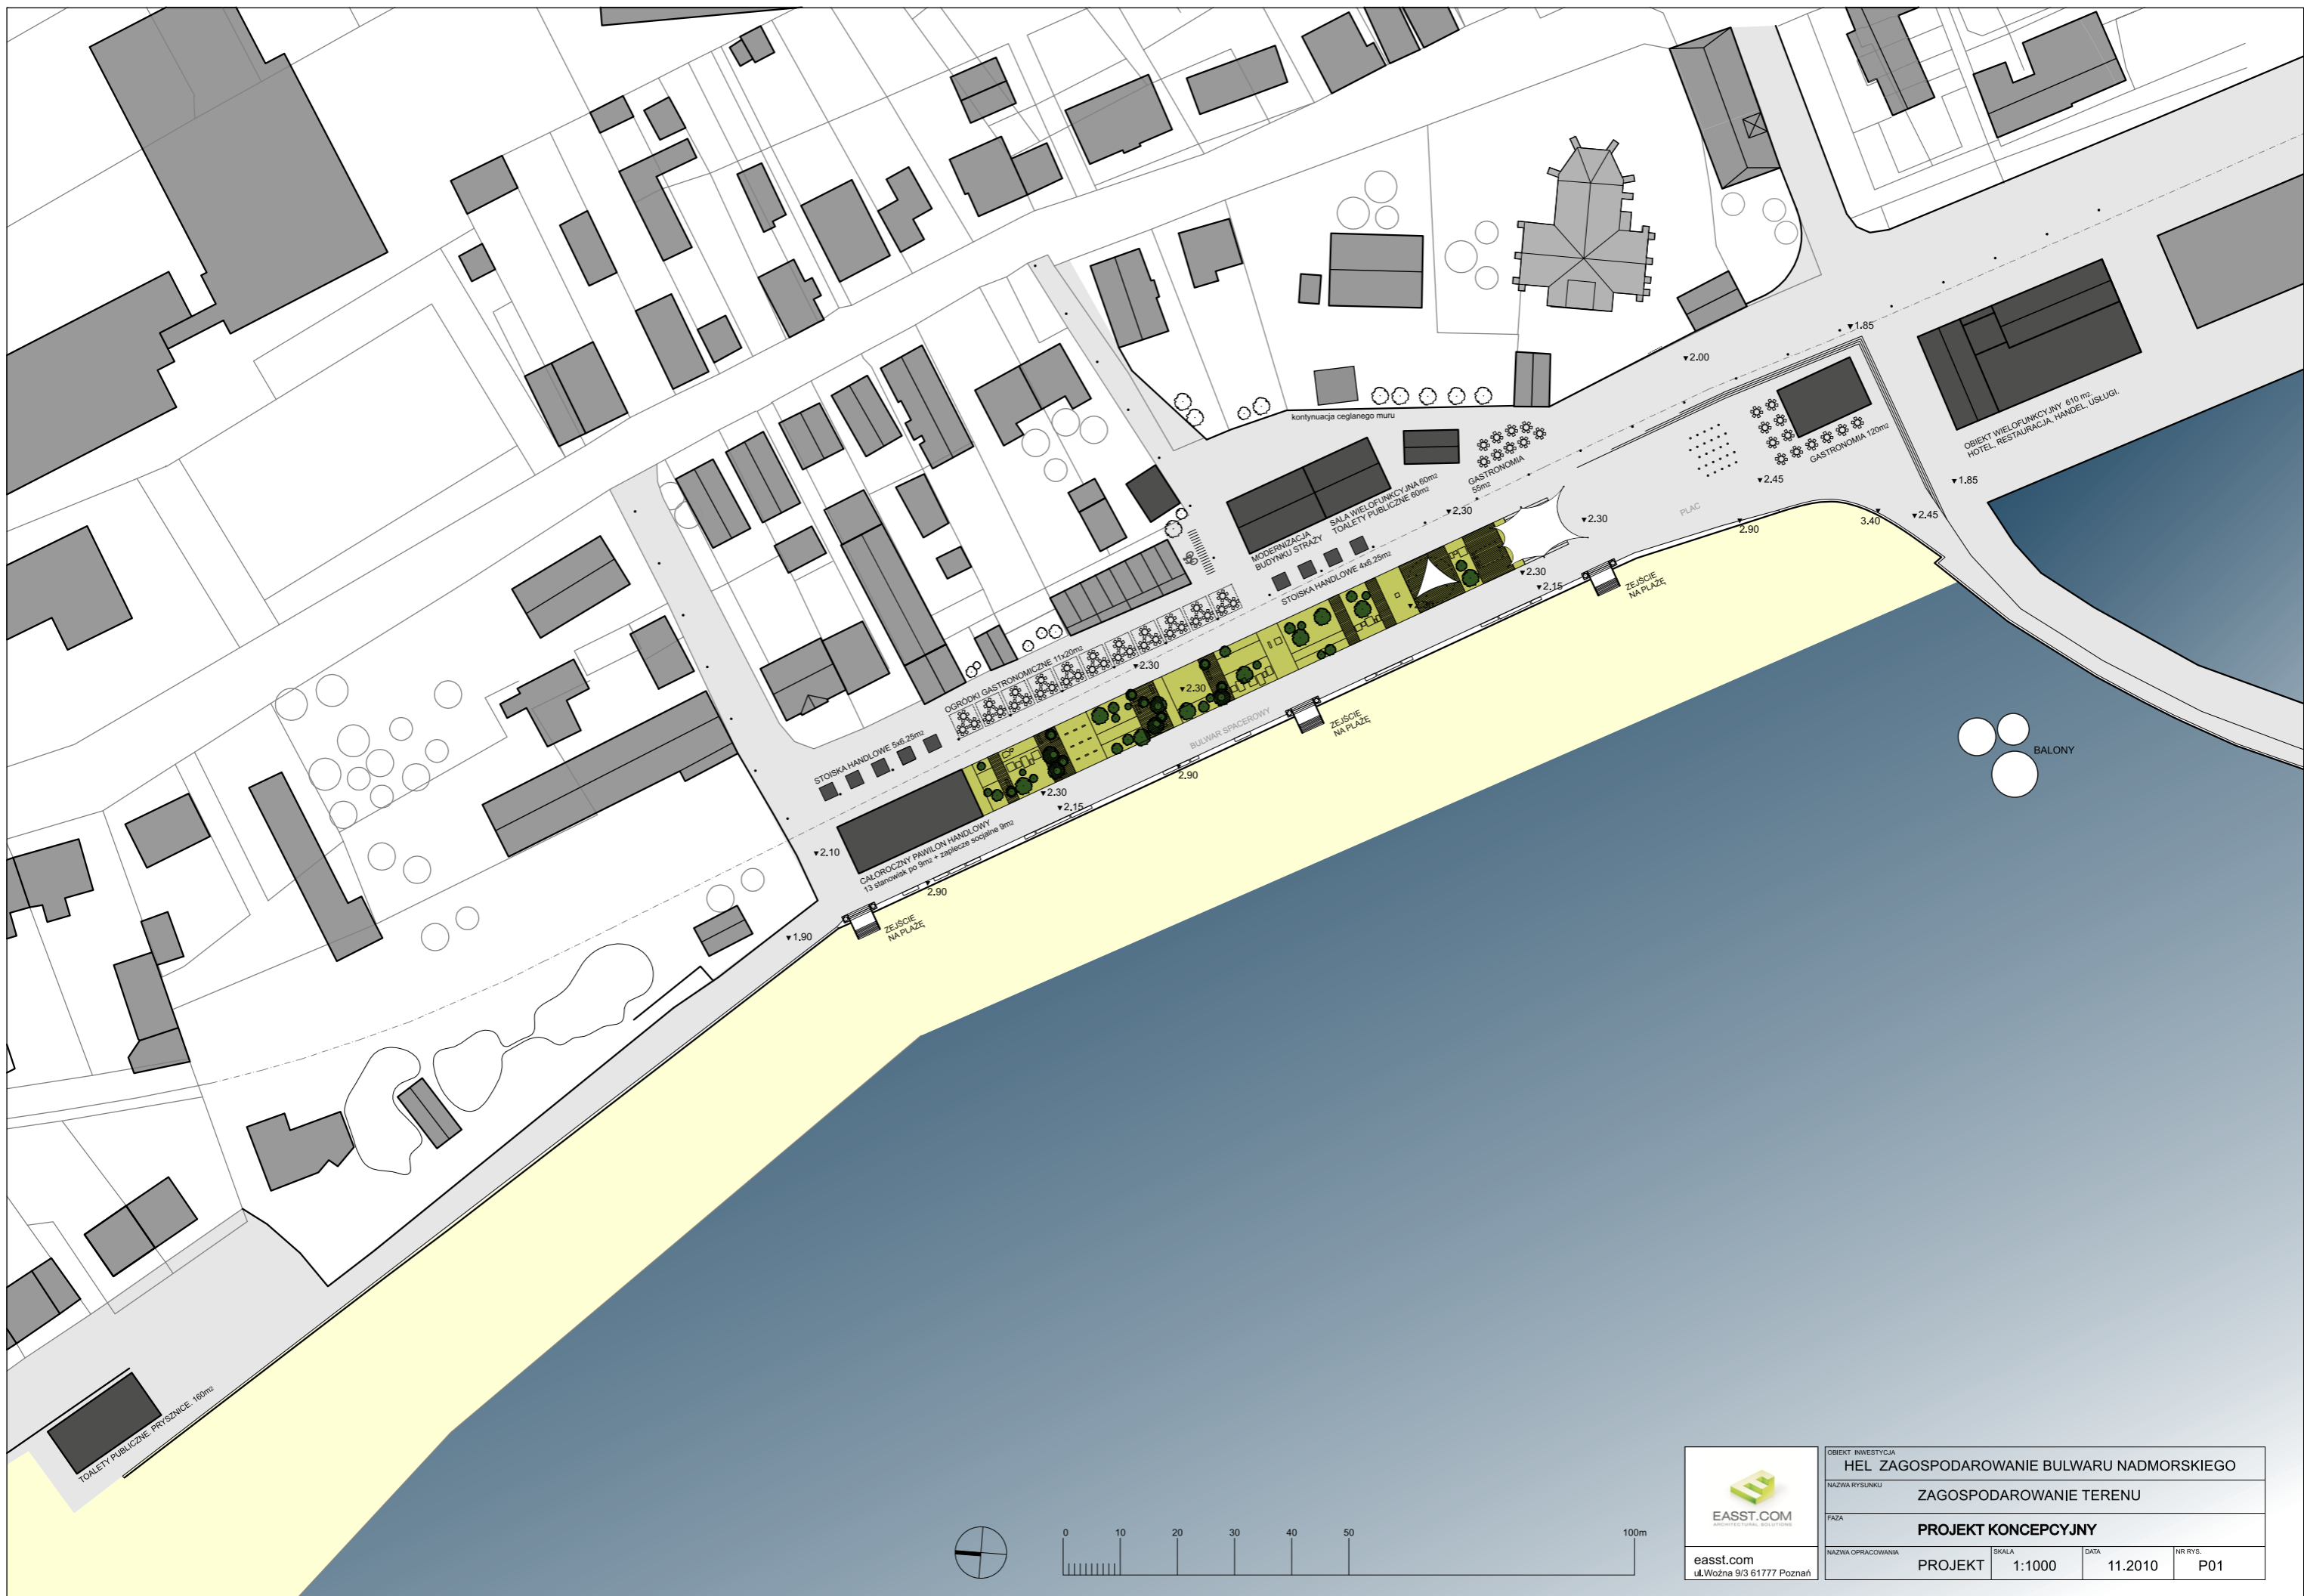 ▾1.85
▾2.00
kontynuacja ceglanego muru
OBIEKT WIELOFUNKCYJNY 610 m2.
HOTEL, RESTAURACJA, HANDEL, USŁUGI.
GASTRONOMIA 120m2
GASTRONOMIA
55m2
SALA WIELOFUNKCYJNA 60m2
TOALETY PUBLICZNE 60m2
MODERNIZACJA
BUDYNKU STRAŻY
▾2.45
▾1.85
▾2.30
▾2.30
PLAC
2.90
3.40
▾2.45
STOISKA HANDLOWE 4x6.25m2
▾2.30
▾2.15
ZEJŚCIE
NA PLAŻĘ
OGRÓDKI GASTRONOMICZNE 11x20m2
▾2.30
▾2.30
BULWAR SPACEROWY
ZEJŚCIE
NA PLAŻĘ
2.90
STOISKA HANDLOWE 5x6.25m2
▾2.30
▾2.15
▾2.10
CAŁOROCZNY PAWILON HANDLOWY
13 stanowisk po 9m2 + zaplecze socjalne 9m2
2.90
ZEJŚCIE
NA PLAŻĘ
▾1.90
BALONY
TOALETY PUBLICZNE. PRYSZNICE. 160m2
0 10 20 30 40 50 100m
EASST.COM
ARCHITECTURAL SOLUTIONS
easst.com
ul.Woźna 9/3 61777 Poznań
OBIEKT INWESTYCJA
HEL ZAGOSPODAROWANIE BULWARU NADMORSKIEGO
NAZWA RYSUNKU
ZAGOSPODAROWANIE TERENU
FAZA
PROJEKT KONCEPCYJNY
NAZWA OPRACOWANIA
PROJEKT
SKALA
1:1000
DATA
11.2010
NR RYS.
P01